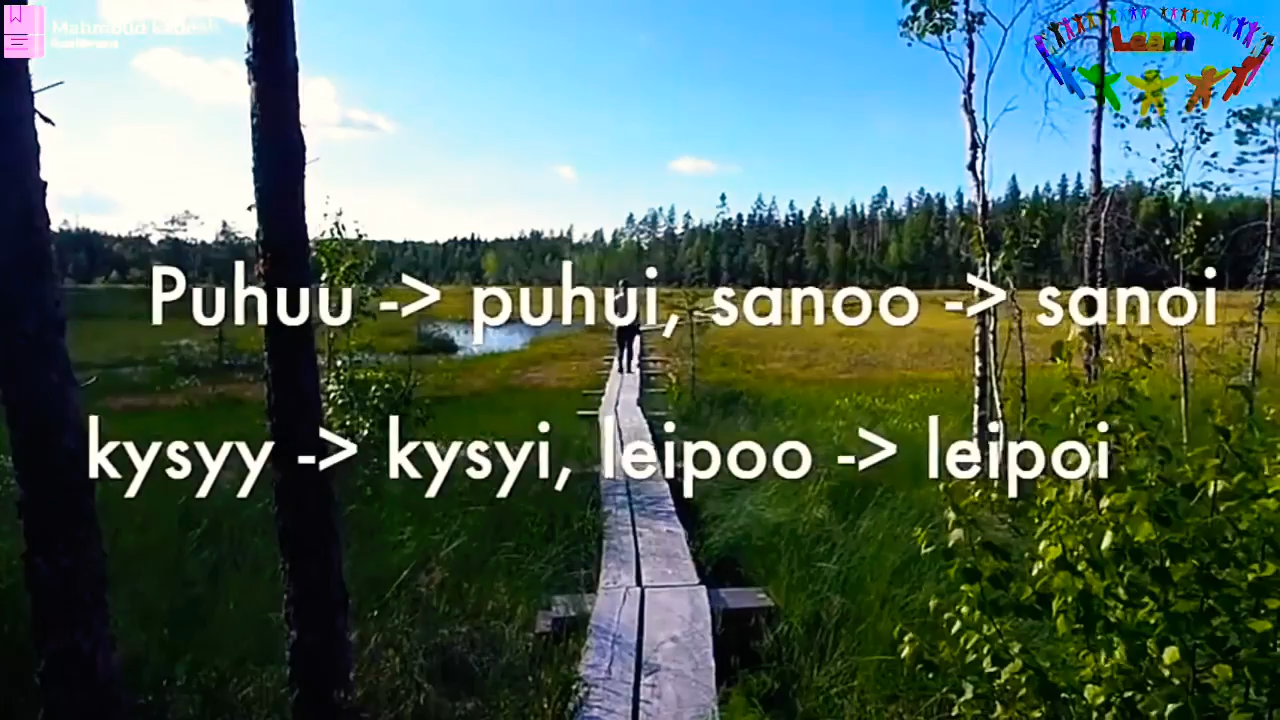 Learn
Puhuu -> puhui, sanoo -> sanoi
kysyy -> kysyi, leipoo -> leipoi